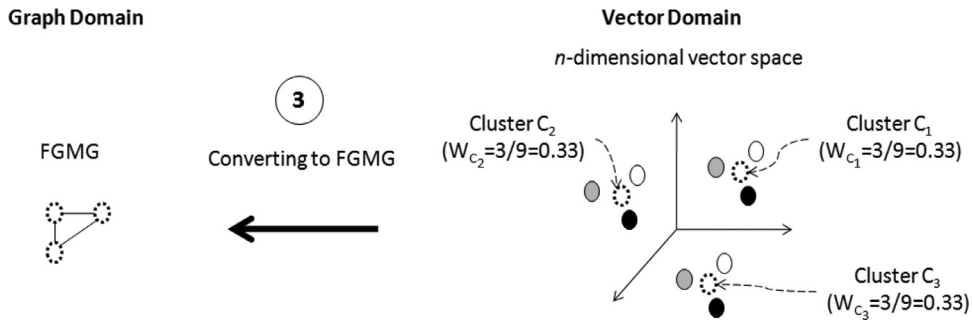 Graph Domain
Vector Domain
n-dimensional vector space
3
Cluster C2
(WC2=3/9=0.33)
Cluster C1
(WC1=3/9=0.33)
FGMG
Converting to FGMG
Cluster C3
(WC3=3/9=0.33)